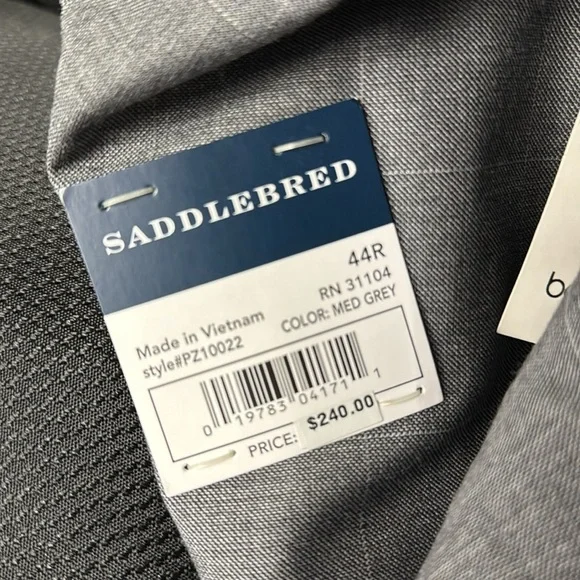 SADDLEBRED
44R
RN 31104
Made in Vietnam
COLOR: MED GREY
style#PZ10022
0 19783 04171 1
PRICE: $240.00
b